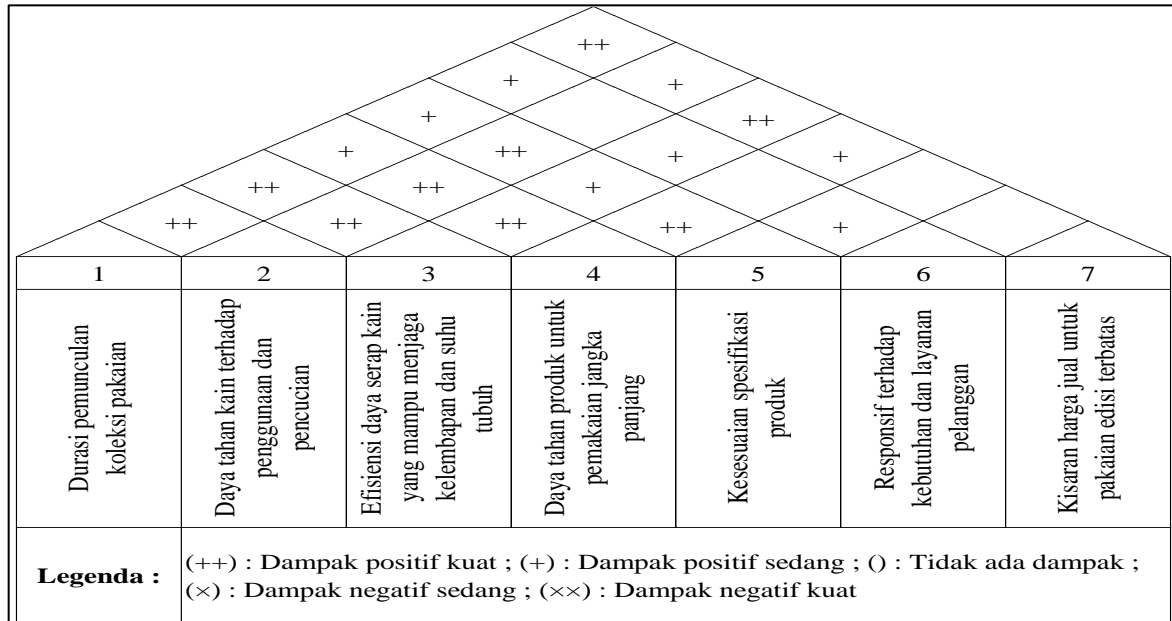 ++
+ +
+ ++
+ ++ + +
++ ++ +
++ ++ ++ ++ +
1 2 3 4 5 6 7
Durasi pemunculan
koleksi pakaian
Daya tahan kain terhadap
penggunaan dan
pencucian
Efisiensi daya serap kain
yang mampu menjaga
kelembapan dan suhu
tubuh
Daya tahan produk untuk
pemakaian jangka
panjang
Kesesuaian spesifikasi
produk
Responsif terhadap
kebutuhan dan layanan
pelanggan
Kisaran harga jual untuk
pakaian edisi terbatas
Legenda :
(++) : Dampak positif kuat ; (+) : Dampak positif sedang ; () : Tidak ada dampak ;
(×) : Dampak negatif sedang ; (××) : Dampak negatif kuat